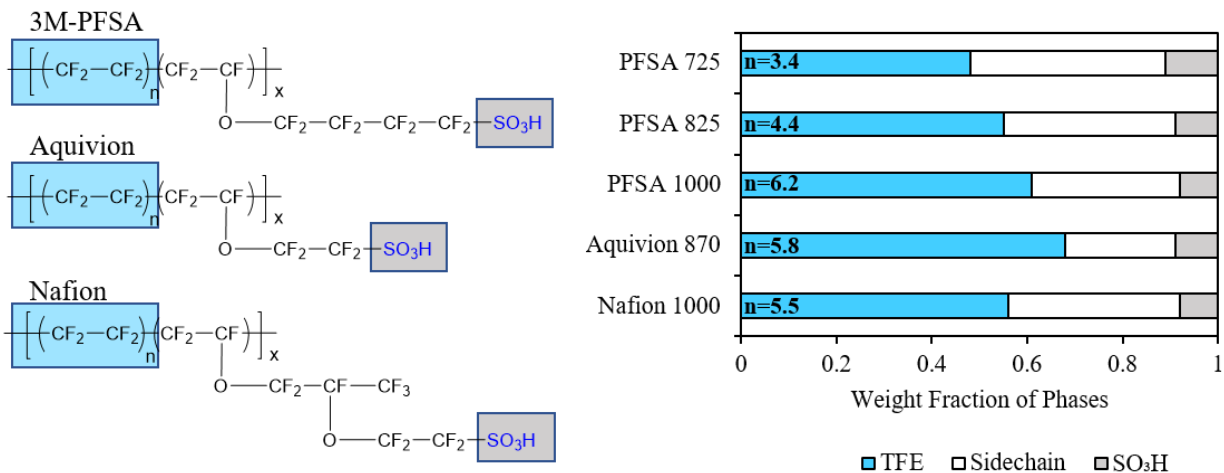 3M-PFSA
[(CF2—CF2)n(CF2—CF)]x
O—CF2—CF2—CF2—CF2—SO3H
Aquivion
[(CF2—CF2)n(CF2—CF)]x
O—CF2—CF2—SO3H
Nafion
[(CF2—CF2)n(CF2—CF)]x
O—CF2—CF—CF3
O—CF2—CF2—SO3H
PFSA 725
n=3.4
PFSA 825
n=4.4
PFSA 1000
n=6.2
Aquivion 870
n=5.8
Nafion 1000
n=5.5
0 0.2 0.4 0.6 0.8 1
Weight Fraction of Phases
TFE Sidechain SO₃H